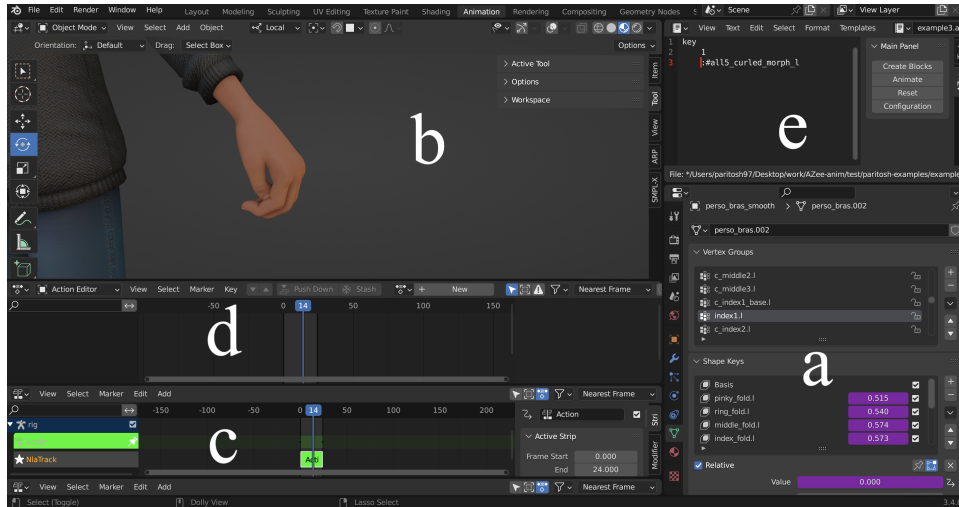 File Edit Render Window Help Layout Modeling Sculpting UV Editing Texture Paint Shading Animation Rendering Compositing Geometry Nodes S Scene View Layer
Object Mode View Select Add Object Local
View Text Edit Select Format Templates example3.a
Orientation: Default Drag: Select Box Options
Active Tool
Options
Workspace
Item
Tool
View
ARP
SMPL-X
b
1 key
2 1
3 :#all5_curled_morph_l
Main Panel
Create Blocks
Animate
Reset
Configuration
e
File: */Users/paritosh97/Desktop/work/AZee-anim/test/paritosh-examples/example
perso_bras_smooth > perso_bras.002
perso_bras.002
Vertex Groups
c_middle2.l
c_middle3.l
c_index1_base.l
index1.l
c_index2.l
Shape Keys
a
Basis
pinky_fold.l 0.515
ring_fold.l 0.540
middle_fold.l 0.574
index_fold.l 0.573
Relative
Value 0.000
Action Editor View Select Marker Key Push Down Stash New Nearest Frame
-50 0 14 50 100 150
d
View Select Marker Edit Add Nearest Frame
-150 -100 -50 0 14 50 100 150 200
rig
NlaTrack
Acti
c
Action
Active Strip
Frame Start 0.000
End 24.000
Stri
Modifier
View Select Marker Edit Add Nearest Frame
Select (Toggle) Dolly View Lasso Select 3.4.